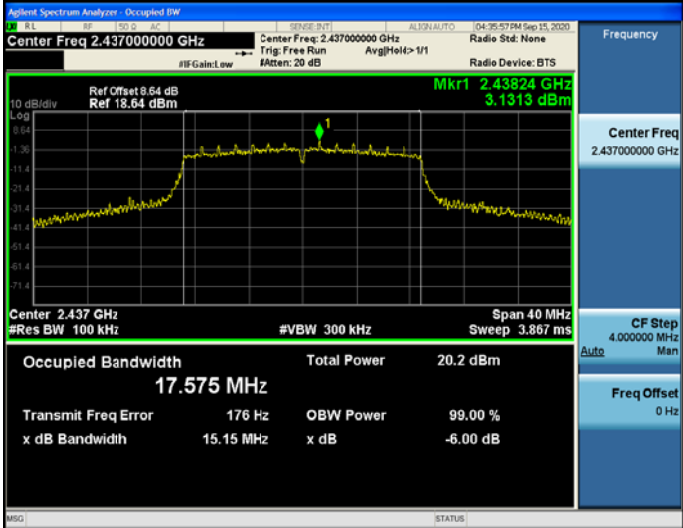 Agilent Spectrum Analyzer - Occupied BW
RL RF 50 Ω AC SENSE:INT ALIGN AUTO 04:35:57 PM Sep 15, 2020
Center Freq 2.437000000 GHz
Center Freq: 2.437000000 GHz
Radio Std: None
Trig: Free Run Avg|Hold:>1/1
#IFGain:Low #Atten: 20 dB Radio Device: BTS
Frequency
Ref Offset 8.64 dB
10 dB/div Ref 18.64 dBm
Mkr1 2.43824 GHz
3.1313 dBm
Log
8.64
-1.36
-11.4
-21.4
-31.4
-41.4
-51.4
-61.4
-71.4
1
Center 2.437 GHz Span 40 MHz
#Res BW 100 kHz #VBW 300 kHz Sweep 3.867 ms
Occupied Bandwidth Total Power 20.2 dBm
17.575 MHz
Transmit Freq Error 176 Hz OBW Power 99.00 %
x dB Bandwidth 15.15 MHz x dB -6.00 dB
Center Freq
2.437000000 GHz
CF Step
4.000000 MHz
Auto Man
Freq Offset
0 Hz
MSG STATUS